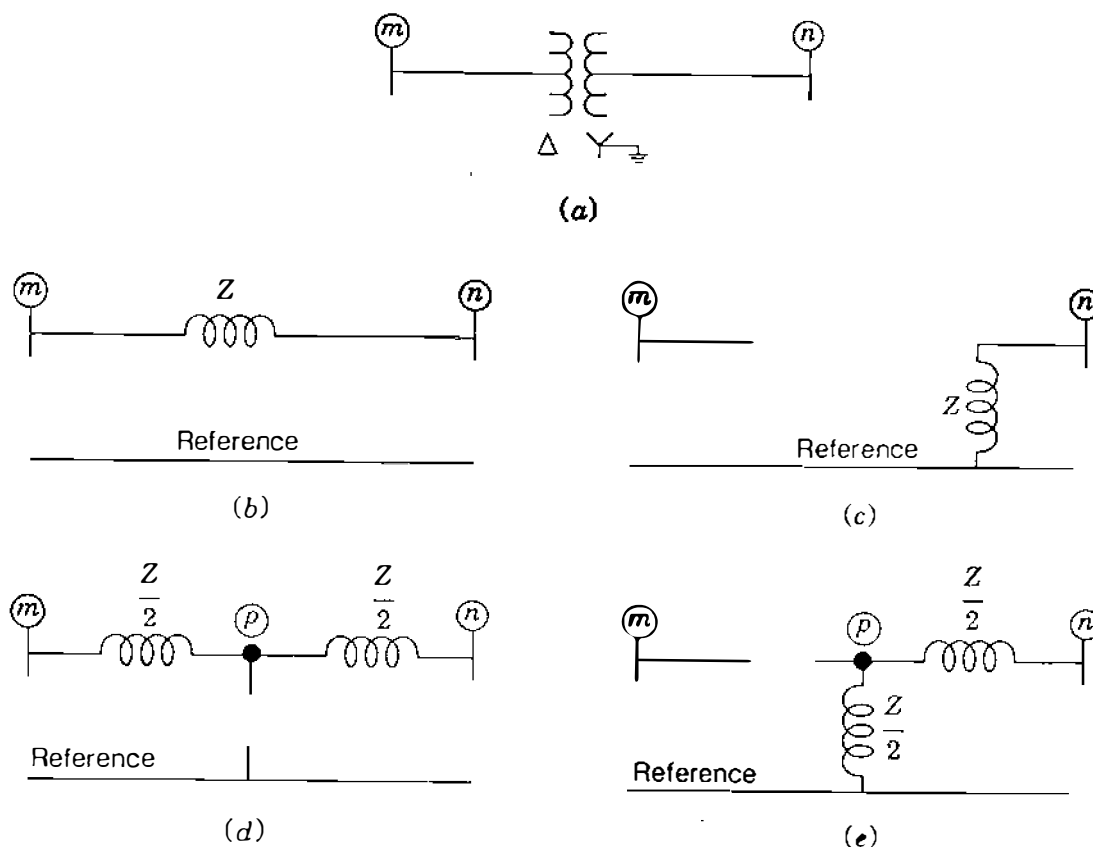 m
n
Δ
(a)
m
Z
n
Reference
(b)
m
n
Z
Reference
(c)
m
Z/2
p
Z/2
n
Reference
(d)
m
p
Z/2
n
Z/2
Reference
(e)